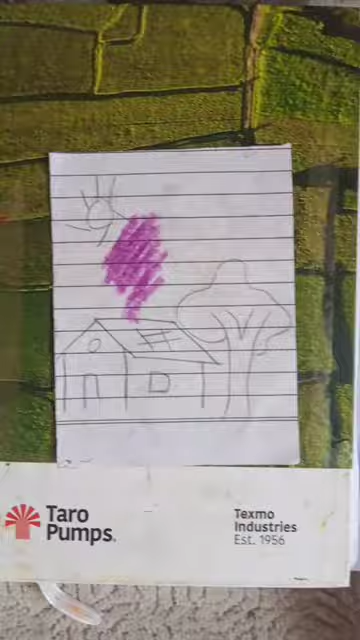 Taro
Pumps.
Texmo
Industries
Est. 1956